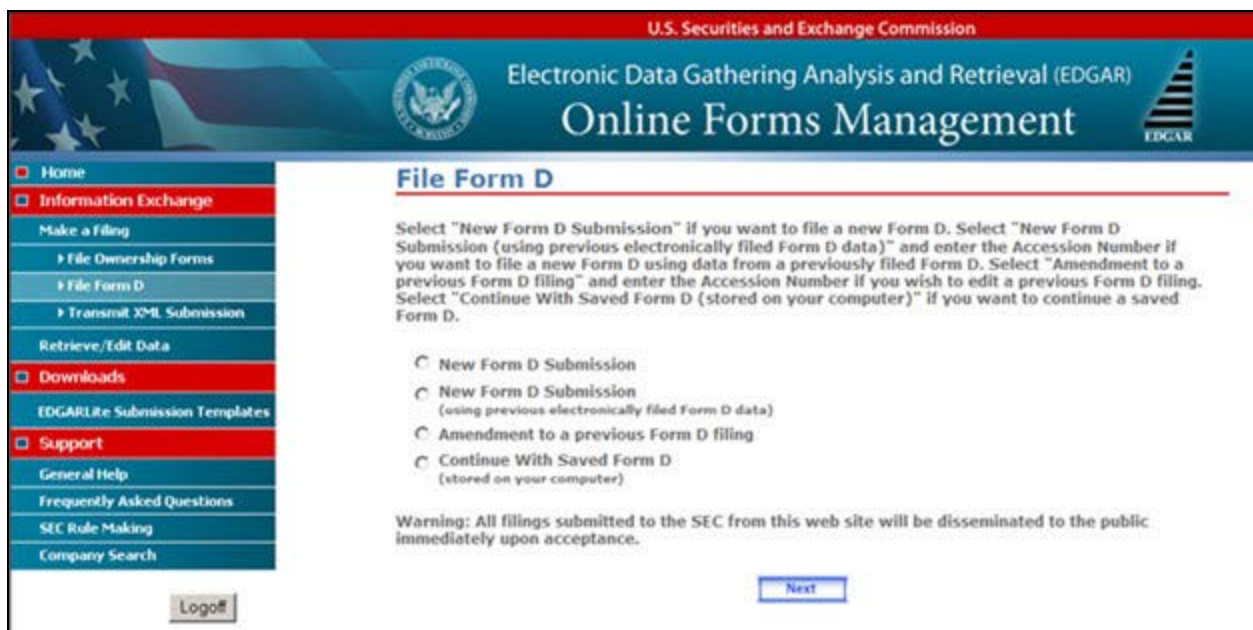 U.S. Securities and Exchange Commission
Electronic Data Gathering Analysis and Retrieval (EDGAR)
Online Forms Management
EDGAR
Home
Information Exchange
Make a Filing
File Ownership Forms
File Form D
Transmit XML Submission
Retrieve/Edit Data
Downloads
EDGARLite Submission Templates
Support
General Help
Frequently Asked Questions
SEC Rule Making
Company Search
Logoff
File Form D
Select "New Form D Submission" if you want to file a new Form D. Select "New Form D
Submission (using previous electronically filed Form D data)" and enter the Accession Number if
you want to file a new Form D using data from a previously filed Form D. Select "Amendment to a
previous Form D filing" and enter the Accession Number if you wish to edit a previous Form D filing.
Select "Continue With Saved Form D (stored on your computer)" if you want to continue a saved
Form D.
New Form D Submission
New Form D Submission
(using previous electronically filed Form D data)
Amendment to a previous Form D filing
Continue With Saved Form D
(stored on your computer)
Warning: All filings submitted to the SEC from this web site will be disseminated to the public
immediately upon acceptance.
Next